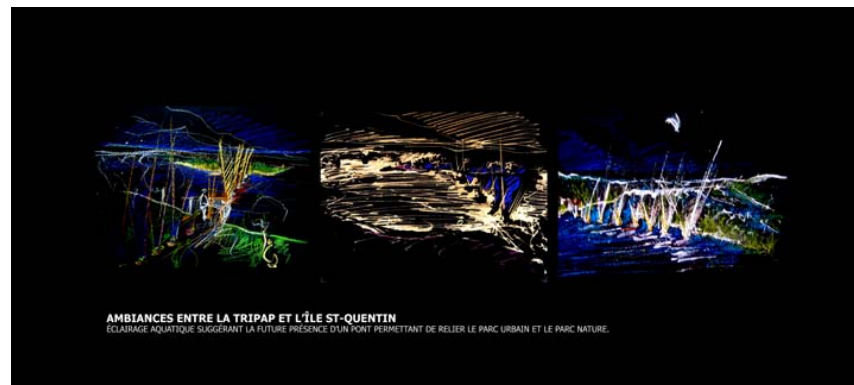 AMBIANCES ENTRE LA TRIPAP ET L'ÎLE ST-QUENTIN
ÉCLAIRAGE AQUATIQUE SUGGÉRANT LA FUTURE PRÉSENCE D'UN PONT PERMETTANT DE RELIER LE PARC URBAIN ET LE PARC NATURE.